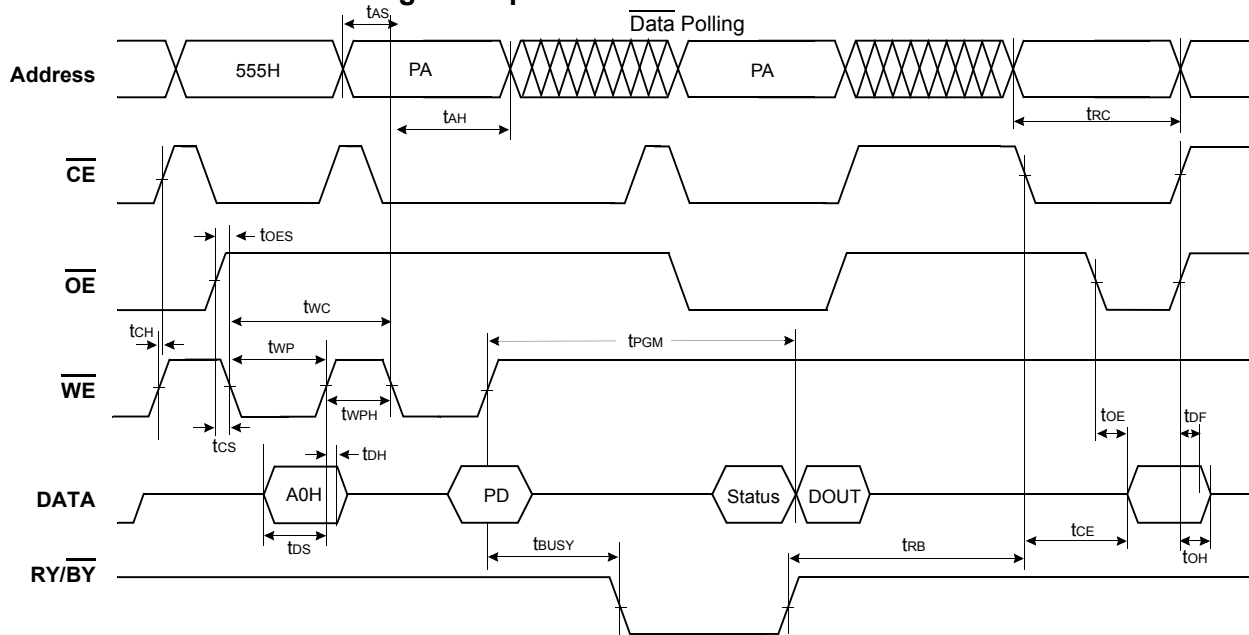 tAS
Data Polling
Address
555H
PA
PA
tAH
tRC
CE
tOES
OE
tWC
tCH
tWP
tPGM
WE
tWPH
tOE
tDF
tCS
tDH
DATA
A0H
PD
Status
DOUT
tDS
tBUSY
tRB
tCE
tOH
RY/BY